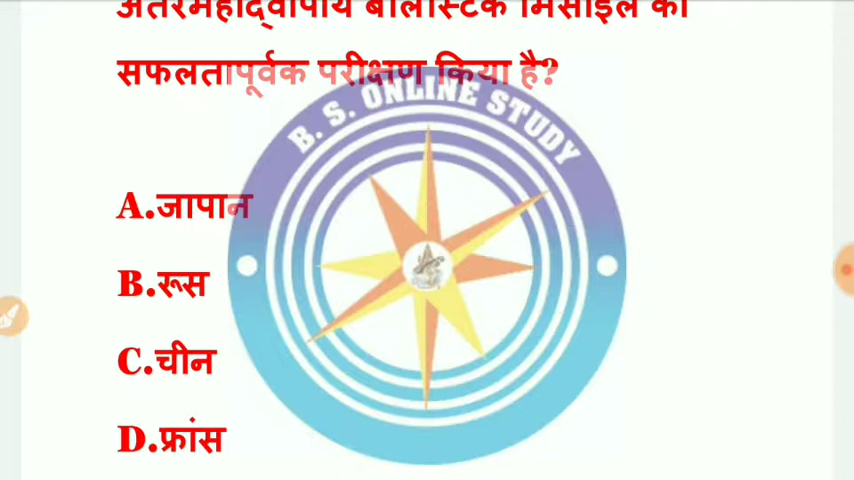 अंतरमहाद्वीपीय बैलिस्टिक मिसाइल का
सफलतापूर्वक परीक्षण किया है?
B. S. ONLINE STUDY
A.जापान
B.रूस
C.चीन
D.फ्रांस